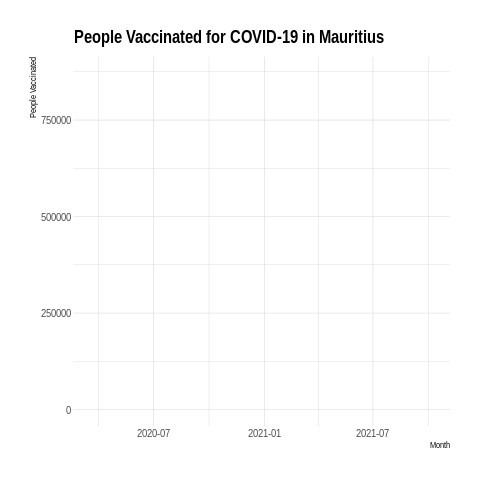 People Vaccinated for COVID-19 in Mauritius
People Vaccinated
750000
500000
250000
0
2020-07
2021-01
2021-07
Month